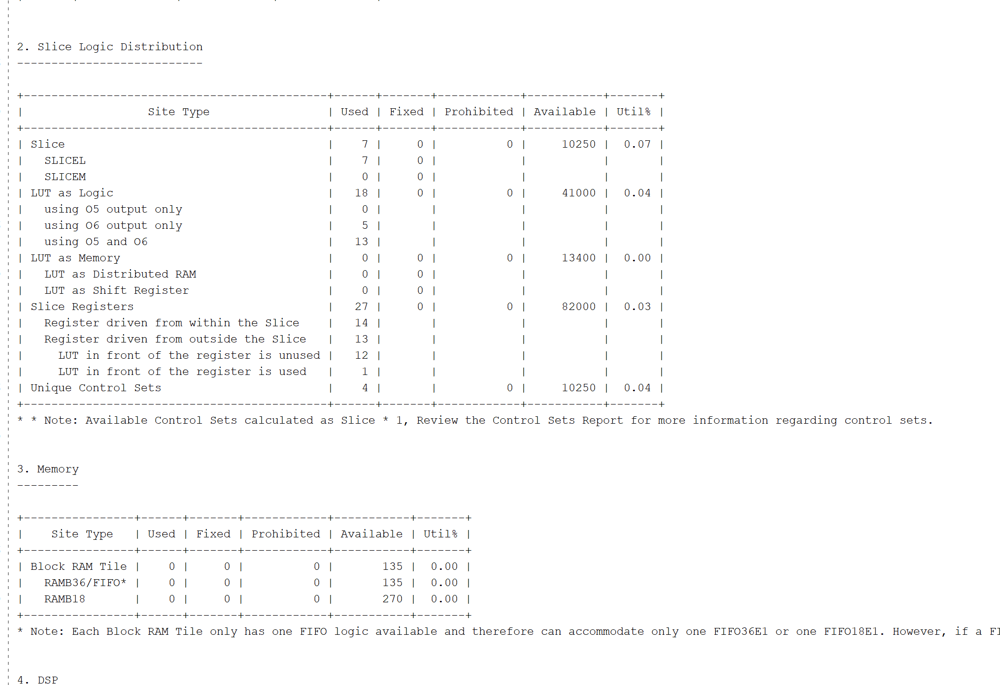 2. Slice Logic Distribution
---------------------------
+--------------------------------------------+------+-------+------------+-----------+-------+
|                  Site Type                 | Used | Fixed | Prohibited | Available | Util% |
+--------------------------------------------+------+-------+------------+-----------+-------+
| Slice                                      |    7 |     0 |          0 |     10250 |  0.07 |
|   SLICEL                                   |    7 |     0 |            |           |       |
|   SLICEM                                   |    0 |     0 |            |           |       |
| LUT as Logic                               |   18 |     0 |          0 |     41000 |  0.04 |
|   using O5 output only                     |    0 |       |            |           |       |
|   using O6 output only                     |    5 |       |            |           |       |
|   using O5 and O6                          |   13 |       |            |           |       |
| LUT as Memory                              |    0 |     0 |          0 |     13400 |  0.00 |
|   LUT as Distributed RAM                   |    0 |     0 |            |           |       |
|   LUT as Shift Register                    |    0 |     0 |            |           |       |
| Slice Registers                            |   27 |     0 |          0 |     82000 |  0.03 |
|   Register driven from within the Slice    |   14 |       |            |           |       |
|   Register driven from outside the Slice   |   13 |       |            |           |       |
|     LUT in front of the register is unused |   12 |       |            |           |       |
|     LUT in front of the register is used   |    1 |       |            |           |       |
| Unique Control Sets                        |    4 |       |          0 |     10250 |  0.04 |
+--------------------------------------------+------+-------+------------+-----------+-------+
* * Note: Available Control Sets calculated as Slice * 1, Review the Control Sets Report for more information regarding control sets.
3. Memory
---------
+----------------+------+-------+------------+-----------+-------+
|    Site Type   | Used | Fixed | Prohibited | Available | Util% |
+----------------+------+-------+------------+-----------+-------+
| Block RAM Tile |    0 |     0 |          0 |       135 |  0.00 |
|   RAMB36/FIFO* |    0 |     0 |          0 |       135 |  0.00 |
|   RAMB18       |    0 |     0 |          0 |       270 |  0.00 |
+----------------+------+-------+------------+-----------+-------+
* Note: Each Block RAM Tile only has one FIFO logic available and therefore can accommodate only one FIFO36E1 or one FIFO18E1. However, if a
4. DSP